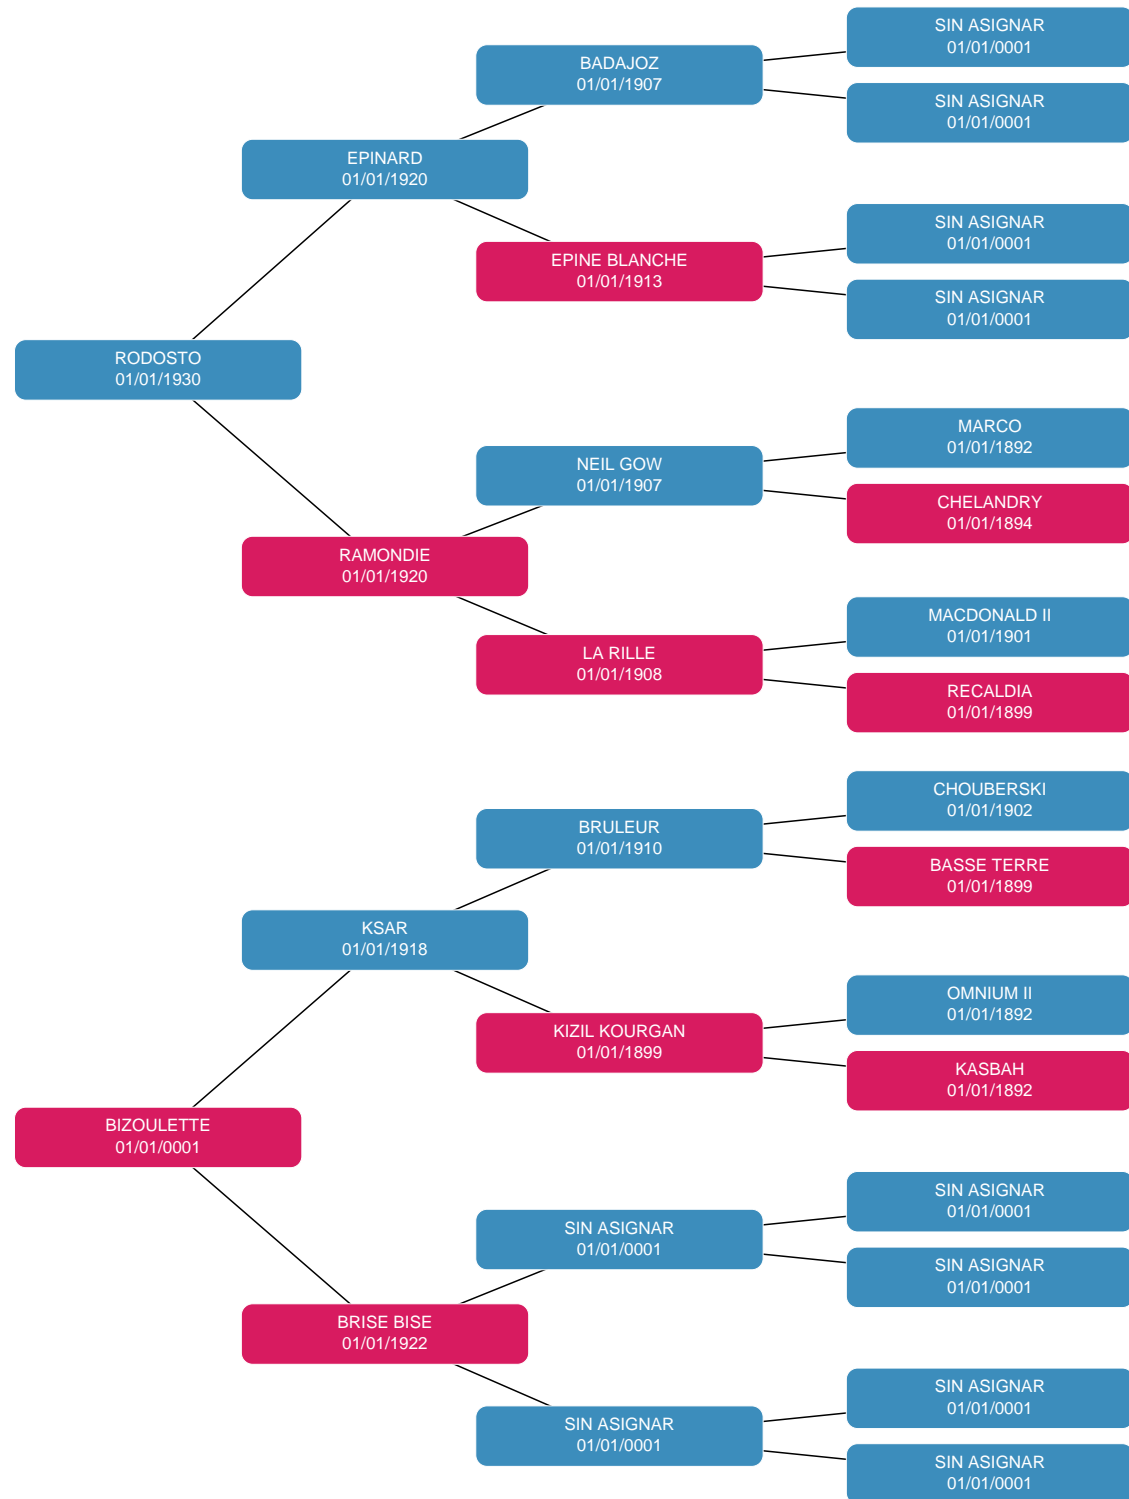 SIN ASIGNAR
01/01/0001
BADAJOZ
01/01/1907
SIN ASIGNAR
01/01/0001
EPINARD
01/01/1920
SIN ASIGNAR
01/01/0001
EPINE BLANCHE
01/01/1913
SIN ASIGNAR
01/01/0001
RODOSTO
01/01/1930
MARCO
01/01/1892
NEIL GOW
01/01/1907
CHELANDRY
01/01/1894
RAMONDIE
01/01/1920
MACDONALD II
01/01/1901
LA RILLE
01/01/1908
RECALDIA
01/01/1899
CHOUBERSKI
01/01/1902
BRULEUR
01/01/1910
BASSE TERRE
01/01/1899
KSAR
01/01/1918
OMNIUM II
01/01/1892
KIZIL KOURGAN
01/01/1899
KASBAH
01/01/1892
BIZOULETTE
01/01/0001
SIN ASIGNAR
01/01/0001
SIN ASIGNAR
01/01/0001
SIN ASIGNAR
01/01/0001
BRISE BISE
01/01/1922
SIN ASIGNAR
01/01/0001
SIN ASIGNAR
01/01/0001
SIN ASIGNAR
01/01/0001